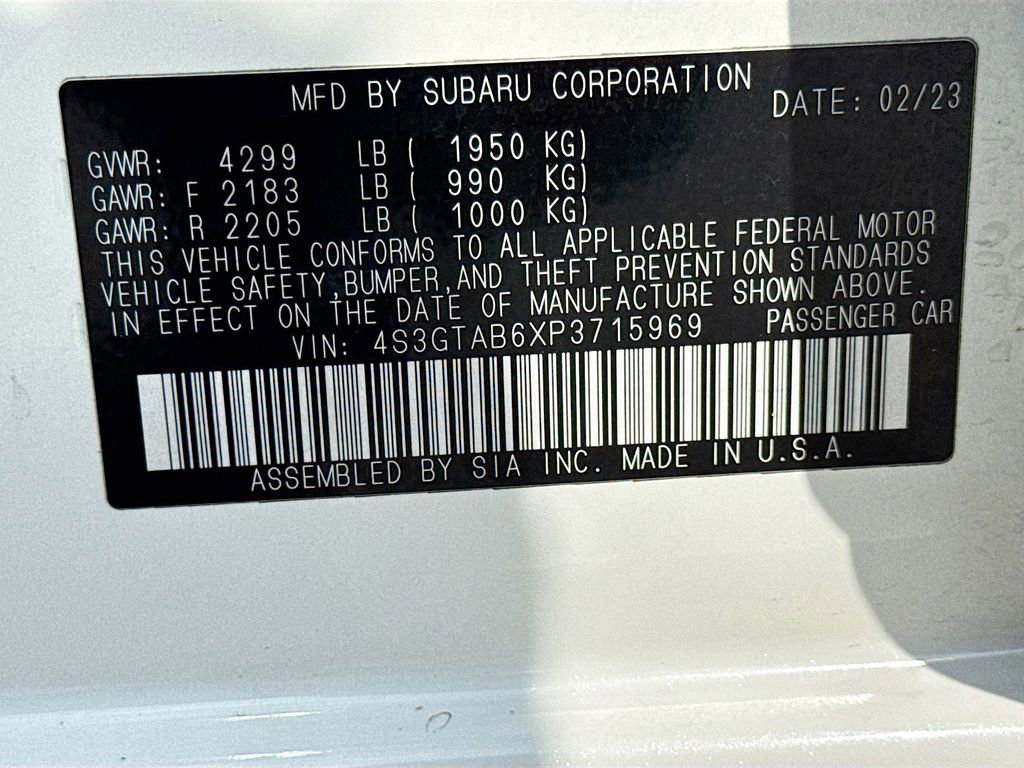 MFD BY SUBARU CORPORATION DATE: 02/23
GVWR: 4299 LB ( 1950 KG)
GAWR: F 2183 LB ( 990 KG)
GAWR: R 2205 LB ( 1000 KG)
THIS VEHICLE CONFORMS TO ALL APPLICABLE FEDERAL MOTOR
VEHICLE SAFETY,BUMPER,AND THEFT PREVENTION STANDARDS
IN EFFECT ON THE DATE OF MANUFACTURE SHOWN ABOVE.
VIN: 4S3GTAB6XP3715969 PASSENGER CAR
ASSEMBLED BY SIA INC. MADE IN U.S.A.